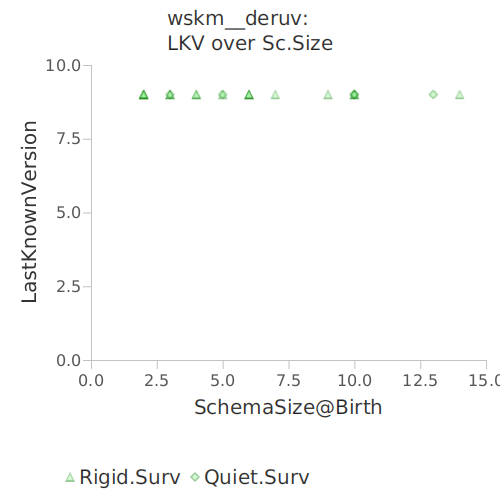 wskm__deruv:
LKV over Sc.Size
10.0
7.5
5.0
2.5
0.0
LastKnownVersion
0.0 2.5 5.0 7.5 10.0 12.5 15.0
SchemaSize@Birth
Rigid.Surv Quiet.Surv